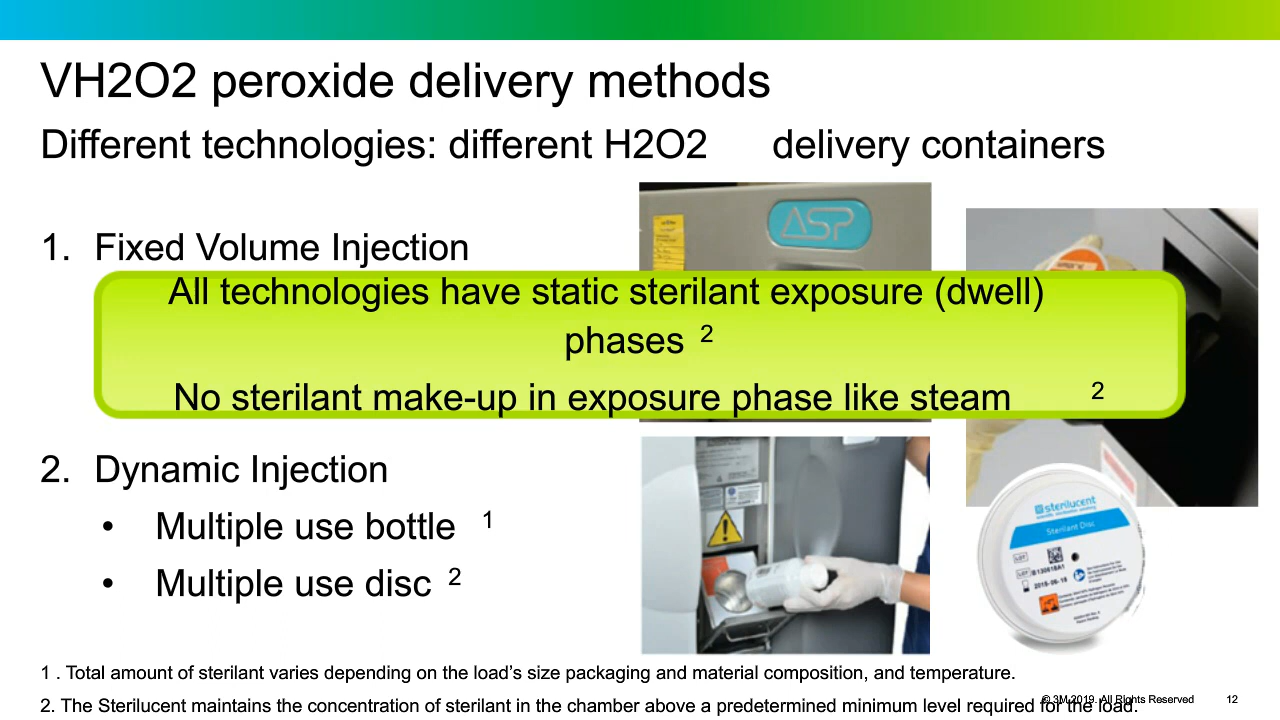 VH2O2 peroxide delivery methods
Different technologies: different H2O2 delivery containers
1. Fixed Volume Injection
All technologies have static sterilant exposure (dwell)
phases 2
No sterilant make-up in exposure phase like steam 2
2. Dynamic Injection
• Multiple use bottle 1
• Multiple use disc 2
ASP
sterilucent
Sterilant Disc
LOT
2015-06-16
1 . Total amount of sterilant varies depending on the load’s size packaging and material composition, and temperature.
2. The Sterilucent maintains the concentration of sterilant in the chamber above a predetermined minimum level required for the load.
© 3M 2019. All Rights Reserved 12